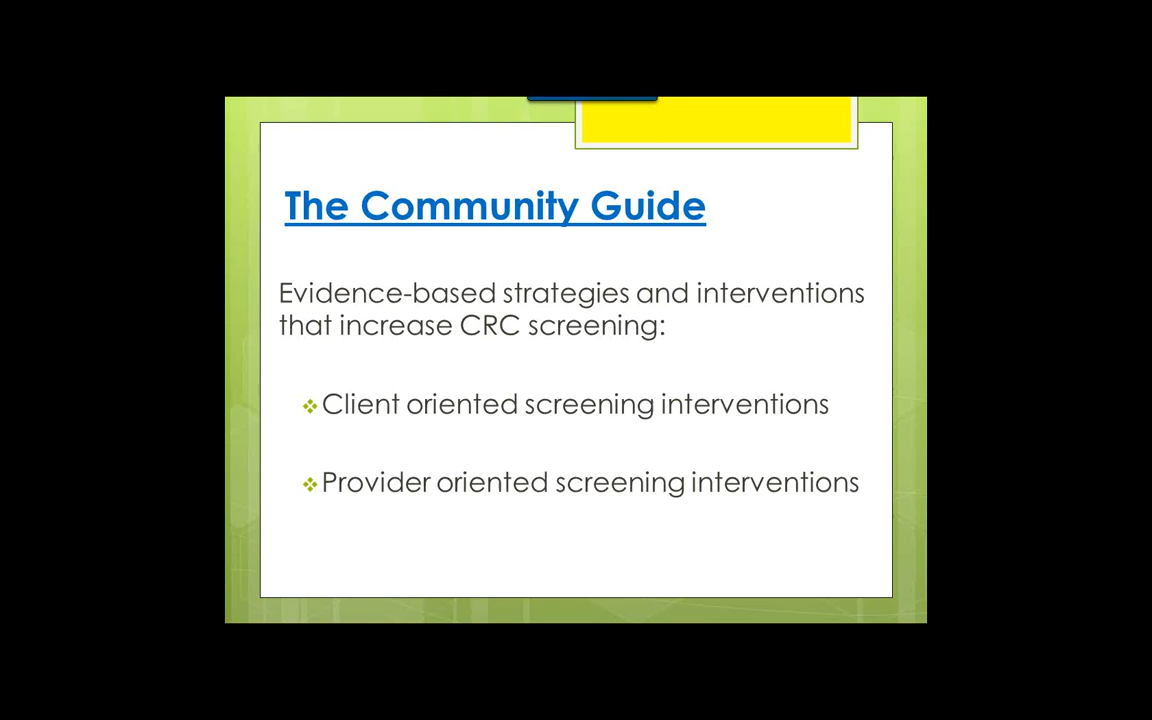 The Community Guide
Evidence-based strategies and interventions
that increase CRC screening:
Client oriented screening interventions
Provider oriented screening interventions